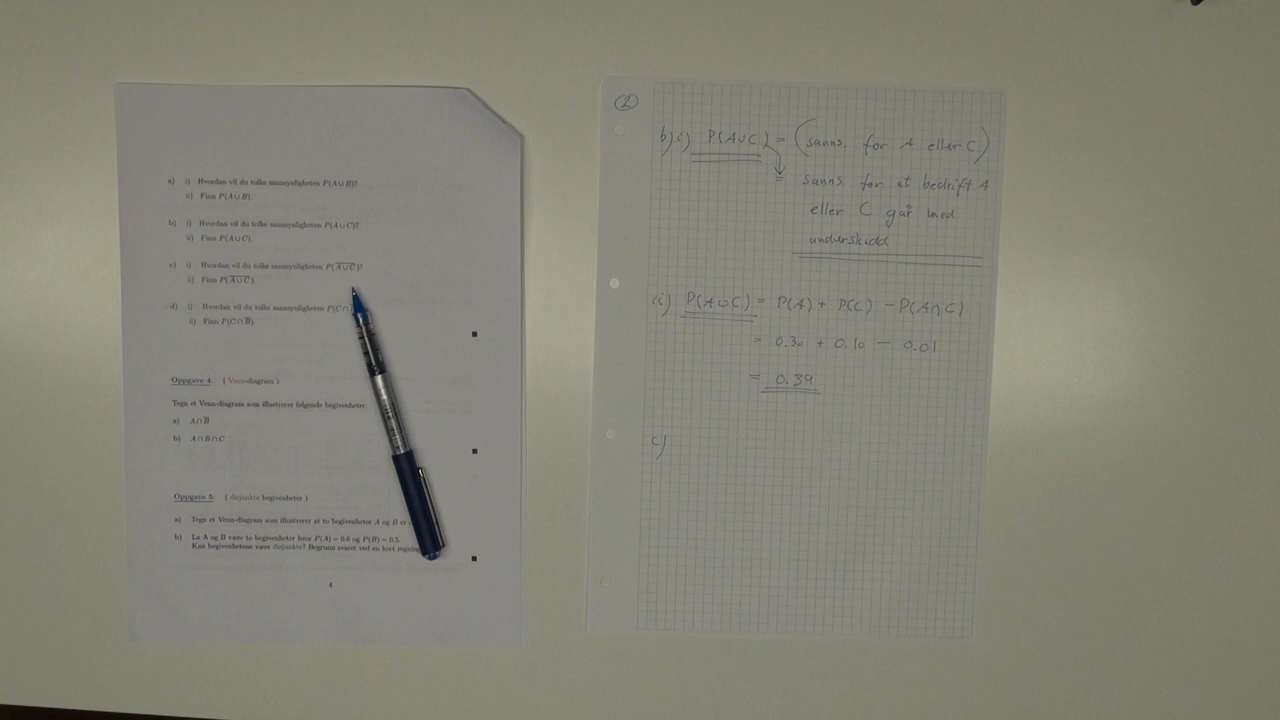 a) i) Hvordan vil du tolke sannsynligheten P(A∪B)?
ii) Finn P(A∪B).
b) i) Hvordan vil du tolke sannsynligheten P(A∪C)?
ii) Finn P(A∪C).
c) i) Hvordan vil du tolke sannsynligheten P(\overline{A∪C})?
ii) Finn P(\overline{A∪C}).
d) i) Hvordan vil du tolke sannsynligheten P(C∩
ii) Finn P(C∩\overline{B}).
Oppgave 4: ( Venn-diagram )
Tegn et Venn-diagram som illustrerer følgende begivenheter:
a) A∩\overline{B}
b) A∩B∩C
Oppgave 5: ( disjunkte begivenheter )
a) Tegn et Venn-diagram som illustrerer at to begivenheter A og B er
b) La A og B være to begivenheter hvor P(A) = 0.6 og P(B) = 0.5.
Kan begivenhetene være disjunkte? Begrunn svaret ved en kort regning
4
2
b) i) P(A∪C) = (sanns. for A eller C)
= sanns. for at bedrift A
eller C går med
underskudd
ii) P(A∪C) = P(A) + P(C) − P(A∩C)
= 0.30 + 0.10 − 0.01
= 0.39
c)